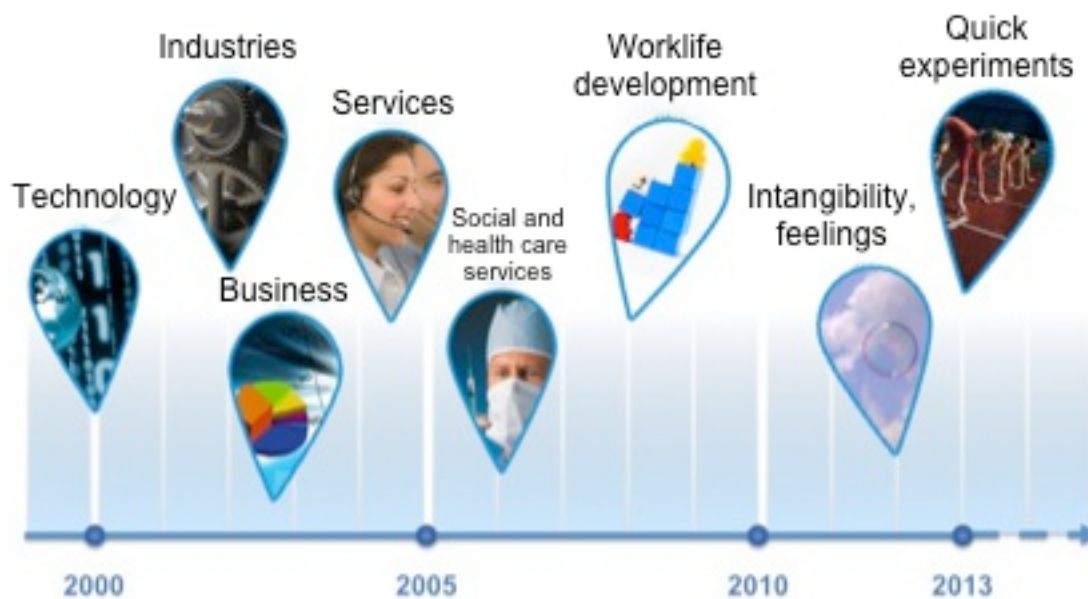 Technology
Industries
Business
Services
Social and
health care
services
Worklife
development
Intangibility,
feelings
Quick
experiments
2000
2005
2010
2013